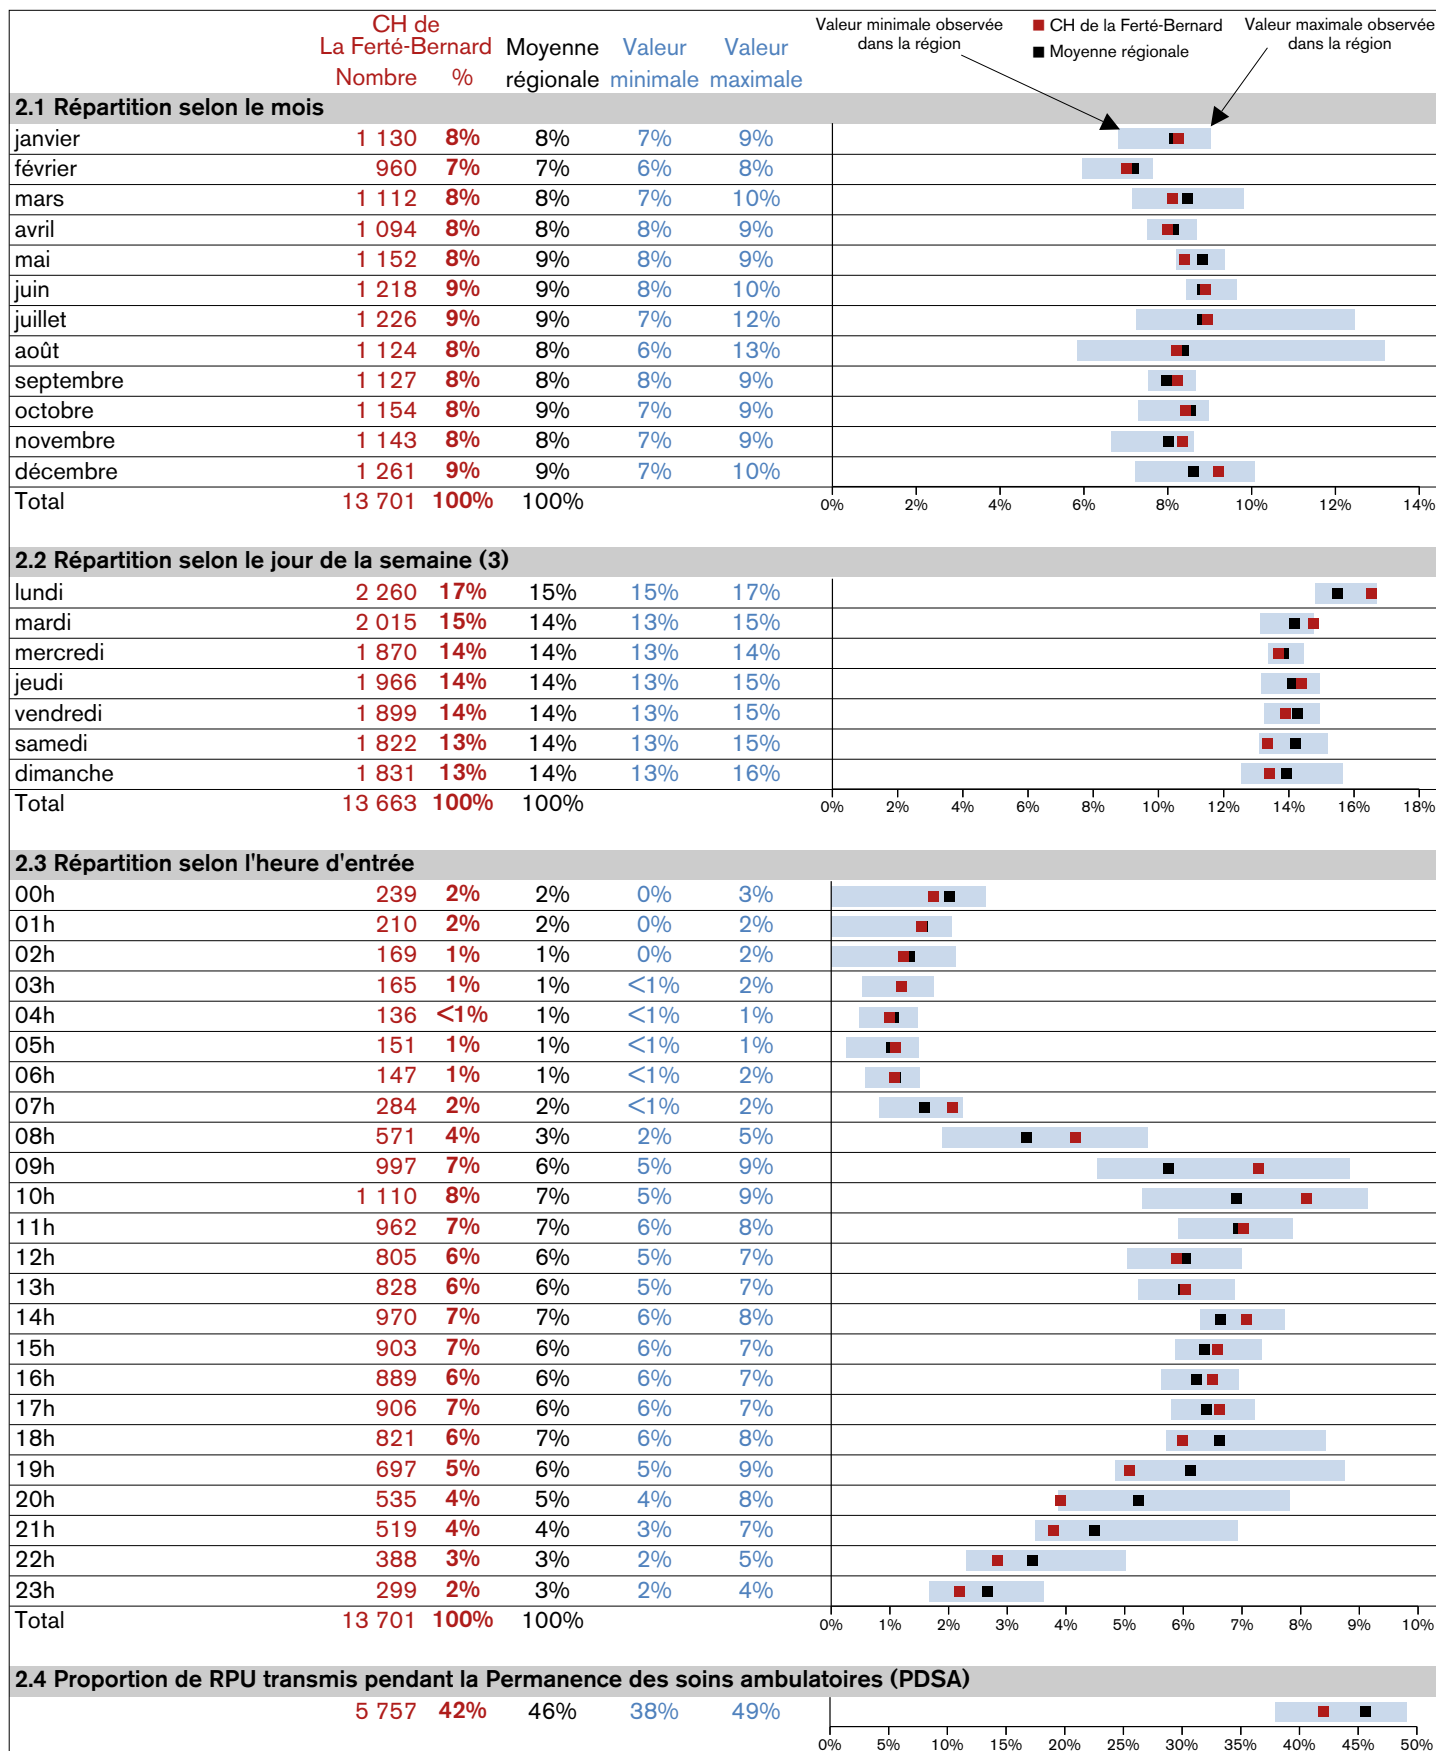 CH de
La Ferté-Bernard Moyenne Valeur Valeur
Nombre % régionale minimale maximale
Valeur minimale observée dans la région
CH de la Ferté-Bernard
Moyenne régionale
Valeur maximale observée dans la région
2.1 Répartition selon le mois
janvier 1 130 8% 8% 7% 9%
février 960 7% 7% 6% 8%
mars 1 112 8% 8% 7% 10%
avril 1 094 8% 8% 8% 9%
mai 1 152 8% 9% 8% 9%
juin 1 218 9% 9% 8% 10%
juillet 1 226 9% 9% 7% 12%
août 1 124 8% 8% 6% 13%
septembre 1 127 8% 8% 8% 9%
octobre 1 154 8% 9% 7% 9%
novembre 1 143 8% 8% 7% 9%
décembre 1 261 9% 9% 7% 10%
Total 13 701 100% 100%
0% 2% 4% 6% 8% 10% 12% 14%
2.2 Répartition selon le jour de la semaine (3)
lundi 2 260 17% 15% 15% 17%
mardi 2 015 15% 14% 13% 15%
mercredi 1 870 14% 14% 13% 14%
jeudi 1 966 14% 14% 13% 15%
vendredi 1 899 14% 14% 13% 15%
samedi 1 822 13% 14% 13% 15%
dimanche 1 831 13% 14% 13% 16%
Total 13 663 100% 100%
0% 2% 4% 6% 8% 10% 12% 14% 16% 18%
2.3 Répartition selon l'heure d'entrée
00h 239 2% 2% 0% 3%
01h 210 2% 2% 0% 2%
02h 169 1% 1% 0% 2%
03h 165 1% 1% <1% 2%
04h 136 <1% 1% <1% 1%
05h 151 1% 1% <1% 1%
06h 147 1% 1% <1% 2%
07h 284 2% 2% <1% 2%
08h 571 4% 3% 2% 5%
09h 997 7% 6% 5% 9%
10h 1 110 8% 7% 5% 9%
11h 962 7% 7% 6% 8%
12h 805 6% 6% 5% 7%
13h 828 6% 6% 5% 7%
14h 970 7% 7% 6% 8%
15h 903 7% 6% 6% 7%
16h 889 6% 6% 6% 7%
17h 906 7% 6% 6% 7%
18h 821 6% 7% 6% 8%
19h 697 5% 6% 5% 9%
20h 535 4% 5% 4% 8%
21h 519 4% 4% 3% 7%
22h 388 3% 3% 2% 5%
23h 299 2% 3% 2% 4%
Total 13 701 100% 100%
0% 1% 2% 3% 4% 5% 6% 7% 8% 9% 10%
2.4 Proportion de RPU transmis pendant la Permanence des soins ambulatoires (PDSA)
5 757 42% 46% 38% 49%
0% 5% 10% 15% 20% 25% 30% 35% 40% 45% 50%